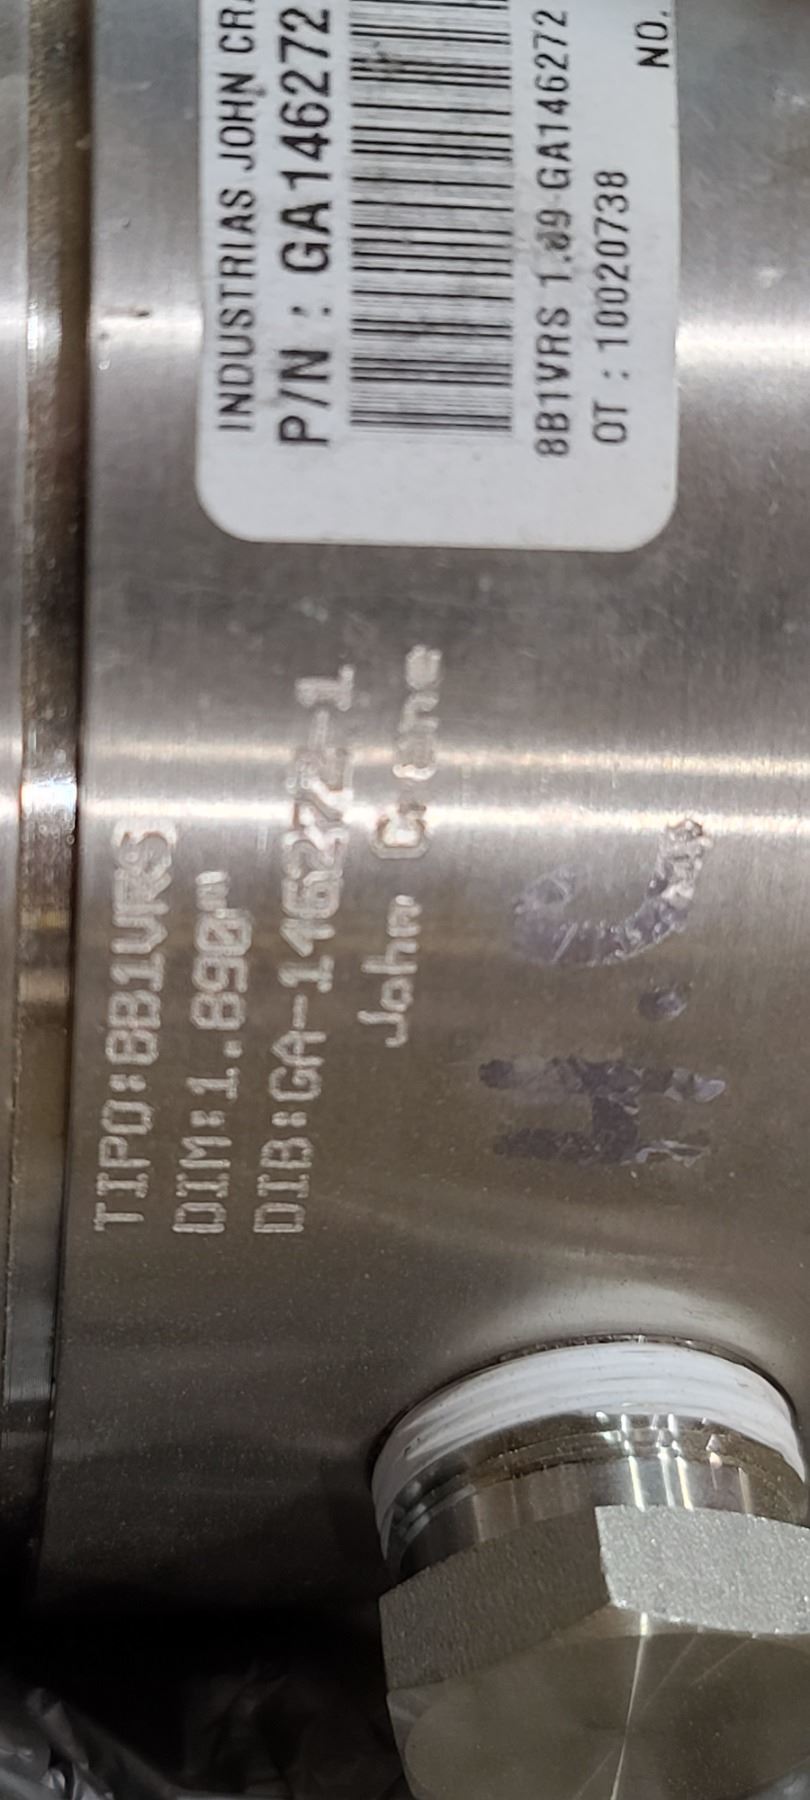 INDUSTRIAS JOHN CRA
P/N : GA146272
8B1VRS 1.89 GA146272
OT : 10020738
NO.
TIPO:8B1VRS
DIM:1.890"
DIB:GA-146272-1
John Crane
H.C